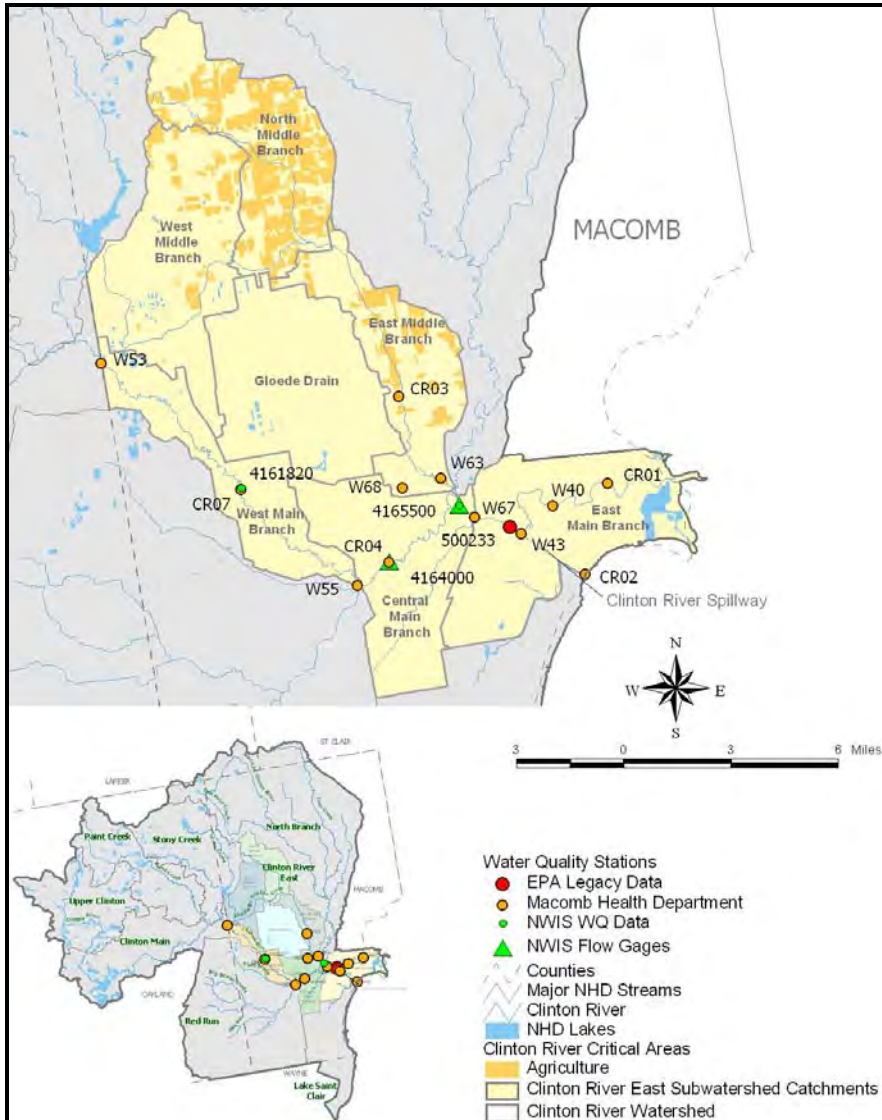 North
Middle
Branch
MACOMB
West
Middle
Branch
East Middle
Branch
W53
Gloede Drain
CR03
4161820
W63
CR01
W68
W40
CR07
4165500
W67
West Main
Branch
East
Main Branch
500233
W43
CR04
4164000
CR02
W55
Clinton River Spillway
Central
Main
Branch
N
W
E
S
3
0
3
6
Miles
ST CLAIR
LAPEER
North Branch
Paint Creek
Stony Creek
Clinton River
East
MACOMB
Upper Clinton
Clinton Main
OAKLAND
Red Run
WAYNE
Lake Saint
Clair
Water Quality Stations
EPA Legacy Data
Macomb Health Department
NWIS WQ Data
NWIS Flow Gages
Counties
Major NHD Streams
Clinton River
NHD Lakes
Clinton River Critical Areas
Agriculture
Clinton River East Subwatershed Catchments
Clinton River Watershed